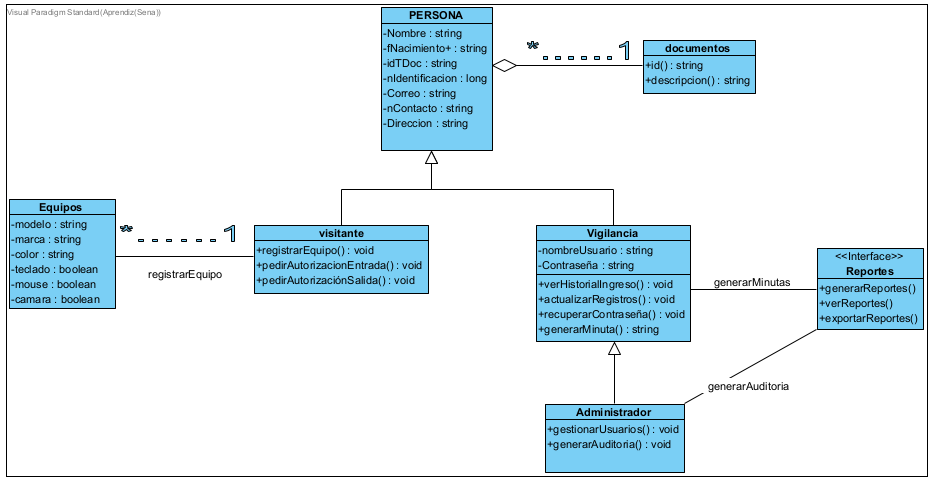 Visual Paradigm Standard(Aprendiz(Sena))
PERSONA
-Nombre : string
-fNacimiento+ : string
-idTDoc : string
-nIdentificacion : long
-Correo : string
-nContacto : string
-Direccion : string
*......1
documentos
+id() : string
+descripcion() : string
Equipos
-modelo : string
-marca : string
-color : string
-teclado : boolean
-mouse : boolean
-camara : boolean
*......1
registrarEquipo
visitante
+registrarEquipo() : void
+pedirAutorizacionEntrada() : void
+pedirAutorizaciónSalida() : void
Vigilancia
-nombreUsuario : string
-Contraseña : string
+verHistorialIngreso() : void
+actualizarRegistros() : void
+recuperarContraseña() : void
+generarMinuta() : string
generarMinutas
<<Interface>>
Reportes
+generarReportes()
+verReportes()
+exportarReportes()
generarAuditoria
Administrador
+gestionarUsuarios() : void
+generarAuditoria() : void